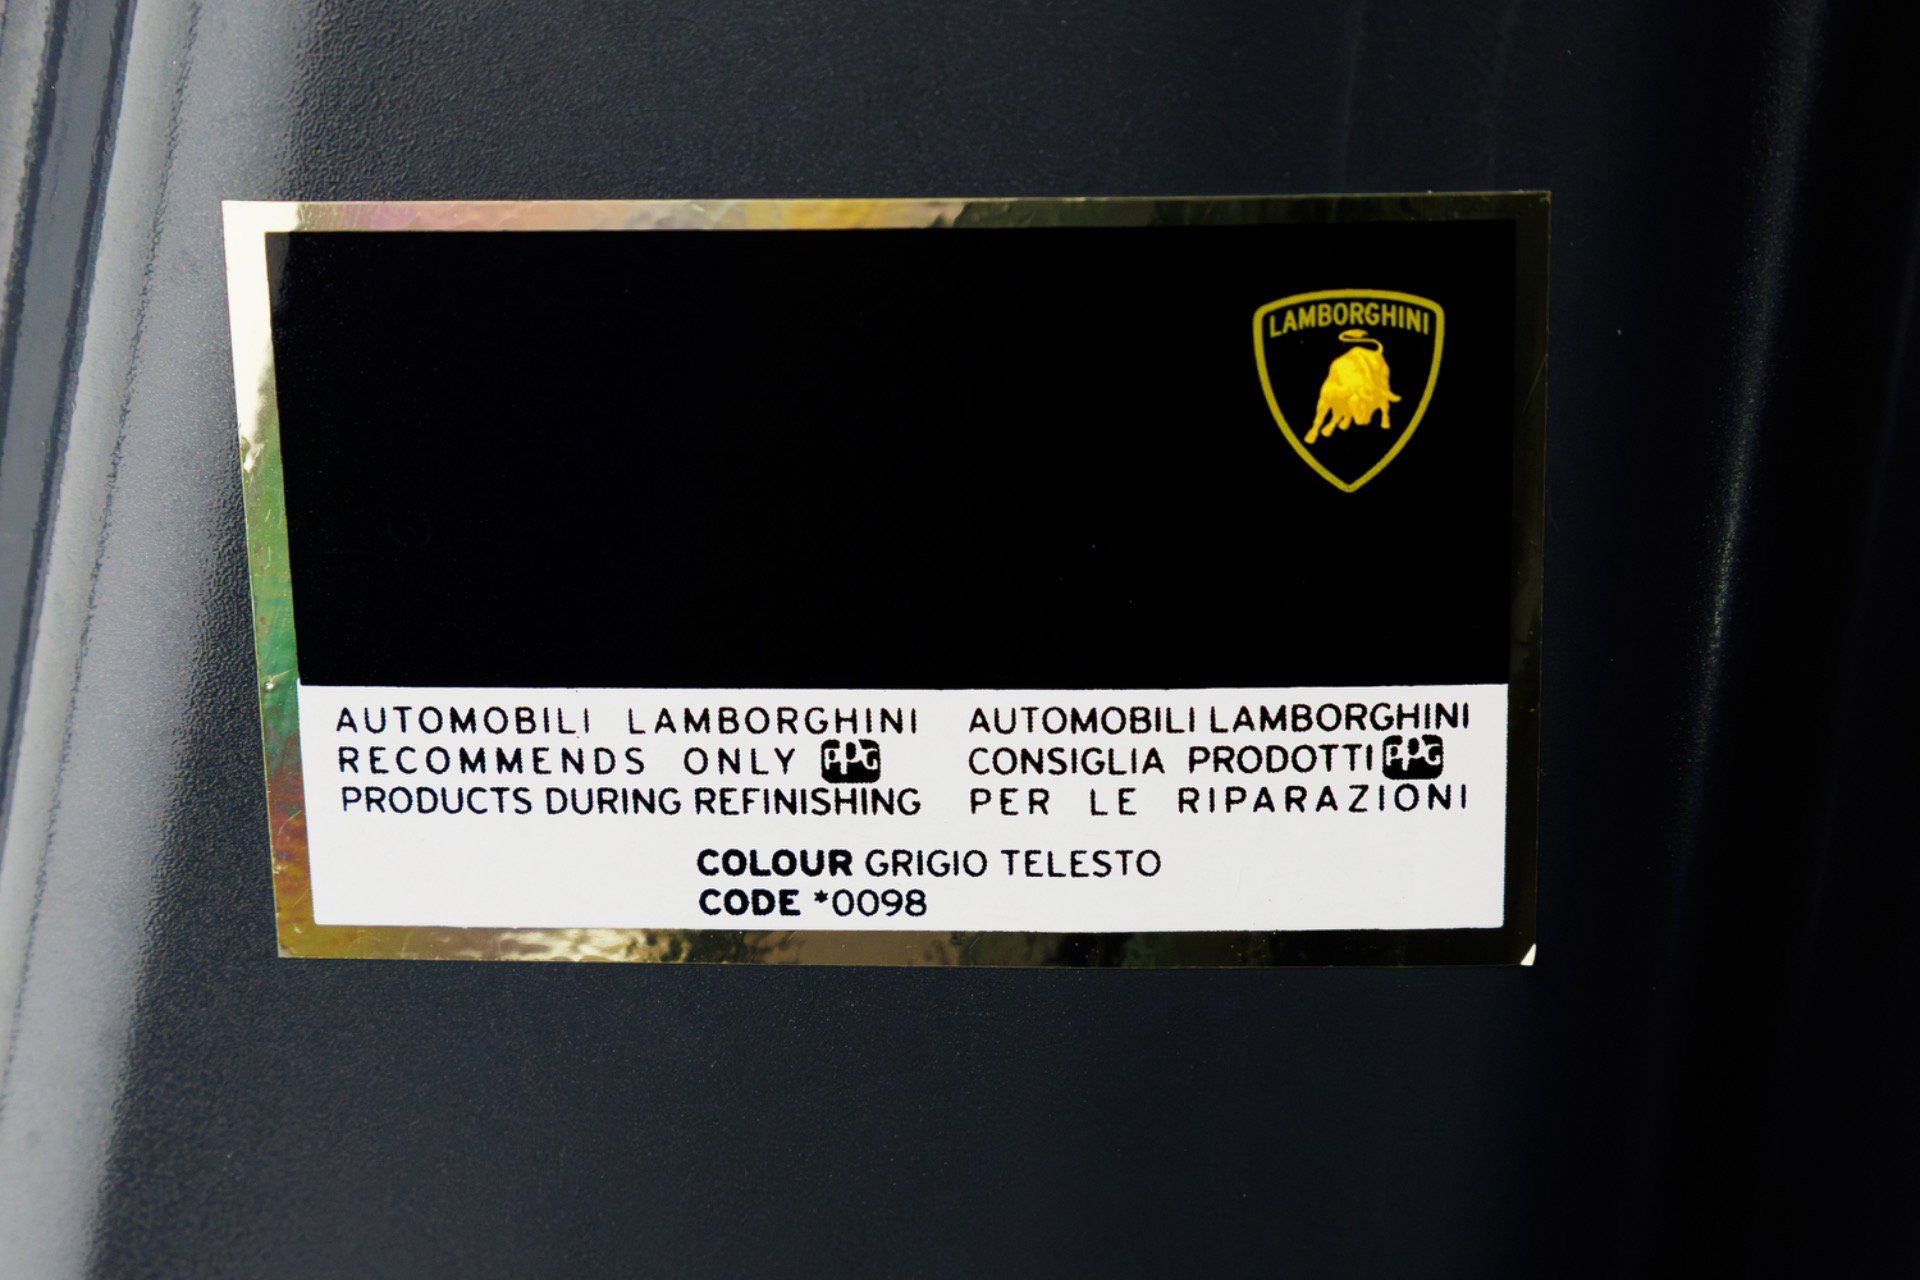 LAMBORGHINI
AUTOMOBILI LAMBORGHINI
RECOMMENDS ONLY PPG
PRODUCTS DURING REFINISHING
AUTOMOBILI LAMBORGHINI
CONSIGLIA PRODOTTI PPG
PER LE RIPARAZIONI
COLOUR GRIGIO TELESTO
CODE *0098